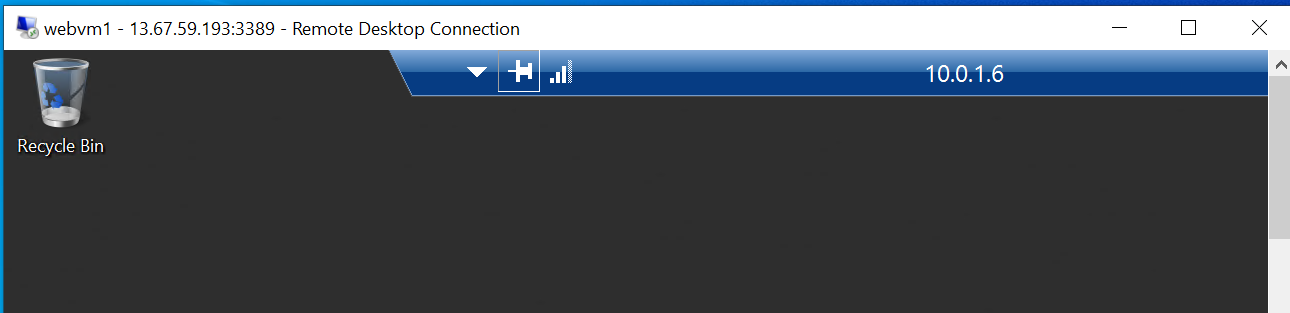 webvm1 - 13.67.59.193:3389 - Remote Desktop Connection
10.0.1.6
Recycle Bin